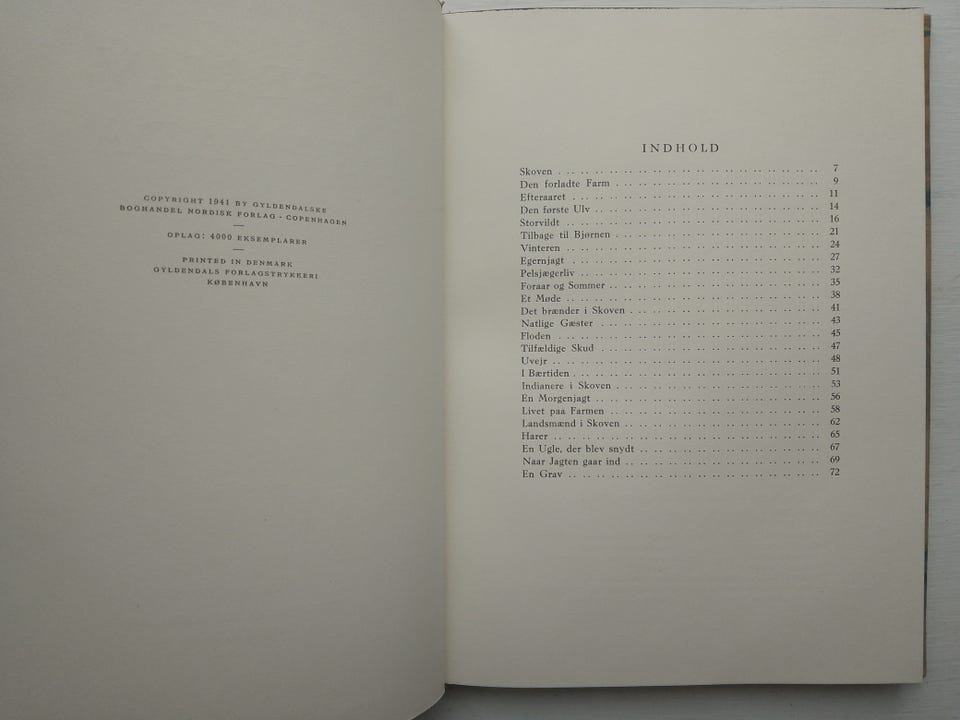 COPYRIGHT 1941 BY GYLDENDALSKE
BOGHANDEL NORDISK FORLAG - COPENHAGEN
OPLAG: 4000 EKSEMPLARER
PRINTED IN DENMARK
GYLDENDALS FORLAGSTRYKKERI
KØBENHAVN
INDHOLD
Skoven 7
Den forladte Farm 9
Efteraaret 11
Den første Ulv 14
Storvildt 16
Tilbage til Bjørnen 21
Vinteren 24
Egernjagt 27
Pelsjægerliv 32
Foraar og Sommer 35
Et Møde 38
Det brænder i Skoven 41
Natlige Gæster 43
Floden 45
Tilfældige Skud 47
Uvejr 48
I Bærtiden 51
Indianere i Skoven 53
En Morgenjagt 56
Livet paa Farmen 58
Landsmænd i Skoven 62
Harer 65
En Ugle, der blev snydt 67
Naar Jagten gaar ind 69
En Grav 72